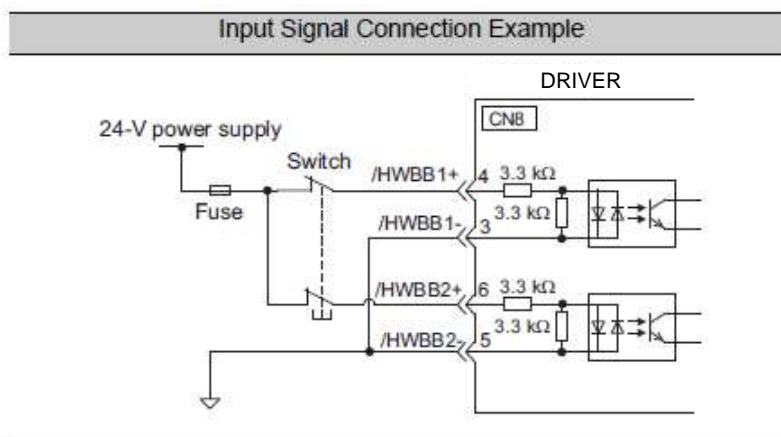 Input Signal Connection Example
DRIVER
CN8
24-V power supply
Switch
Fuse
/HWBB1+ 4 3.3 kΩ
3.3 kΩ
/HWBB1- 3
/HWBB2+ 6 3.3 kΩ
3.3 kΩ
/HWBB2- 5